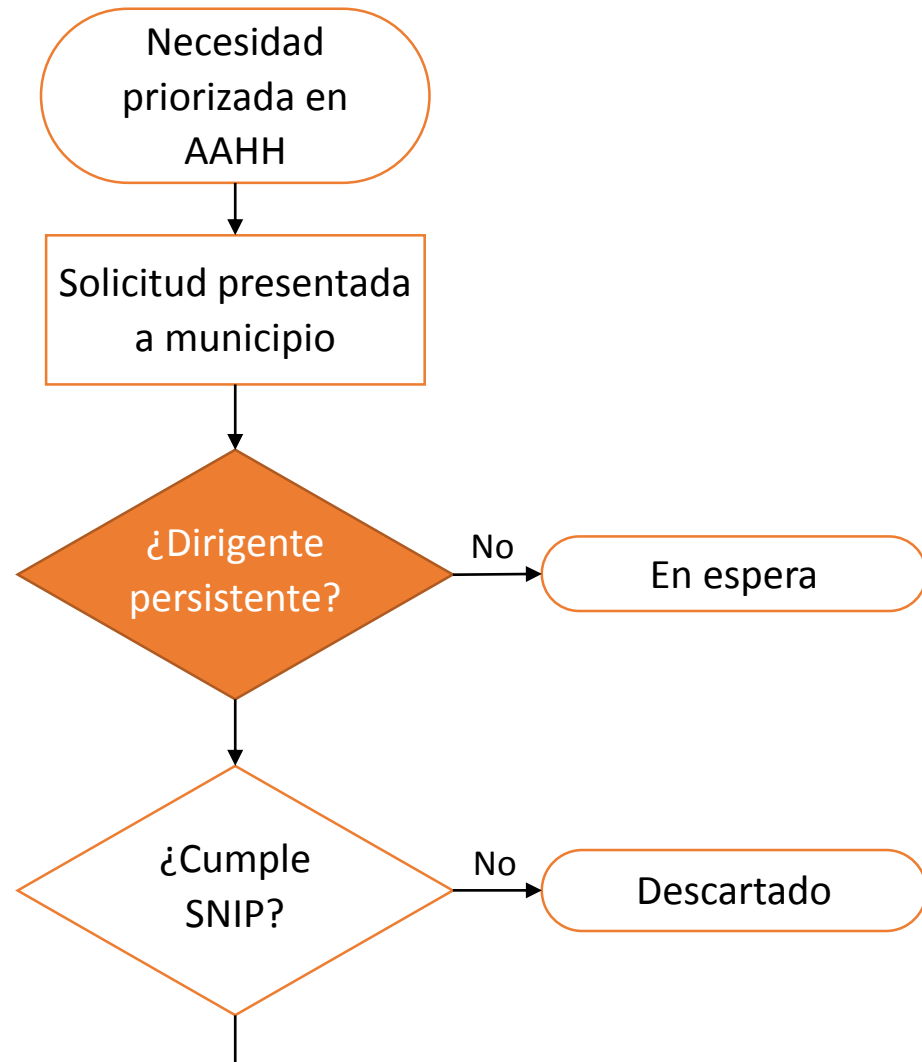 Necesidad
priorizada en
AAHH
Solicitud presentada
a municipio
¿Dirigente
persistente?
No
En espera
¿Cumple
SNIP?
No
Descartado